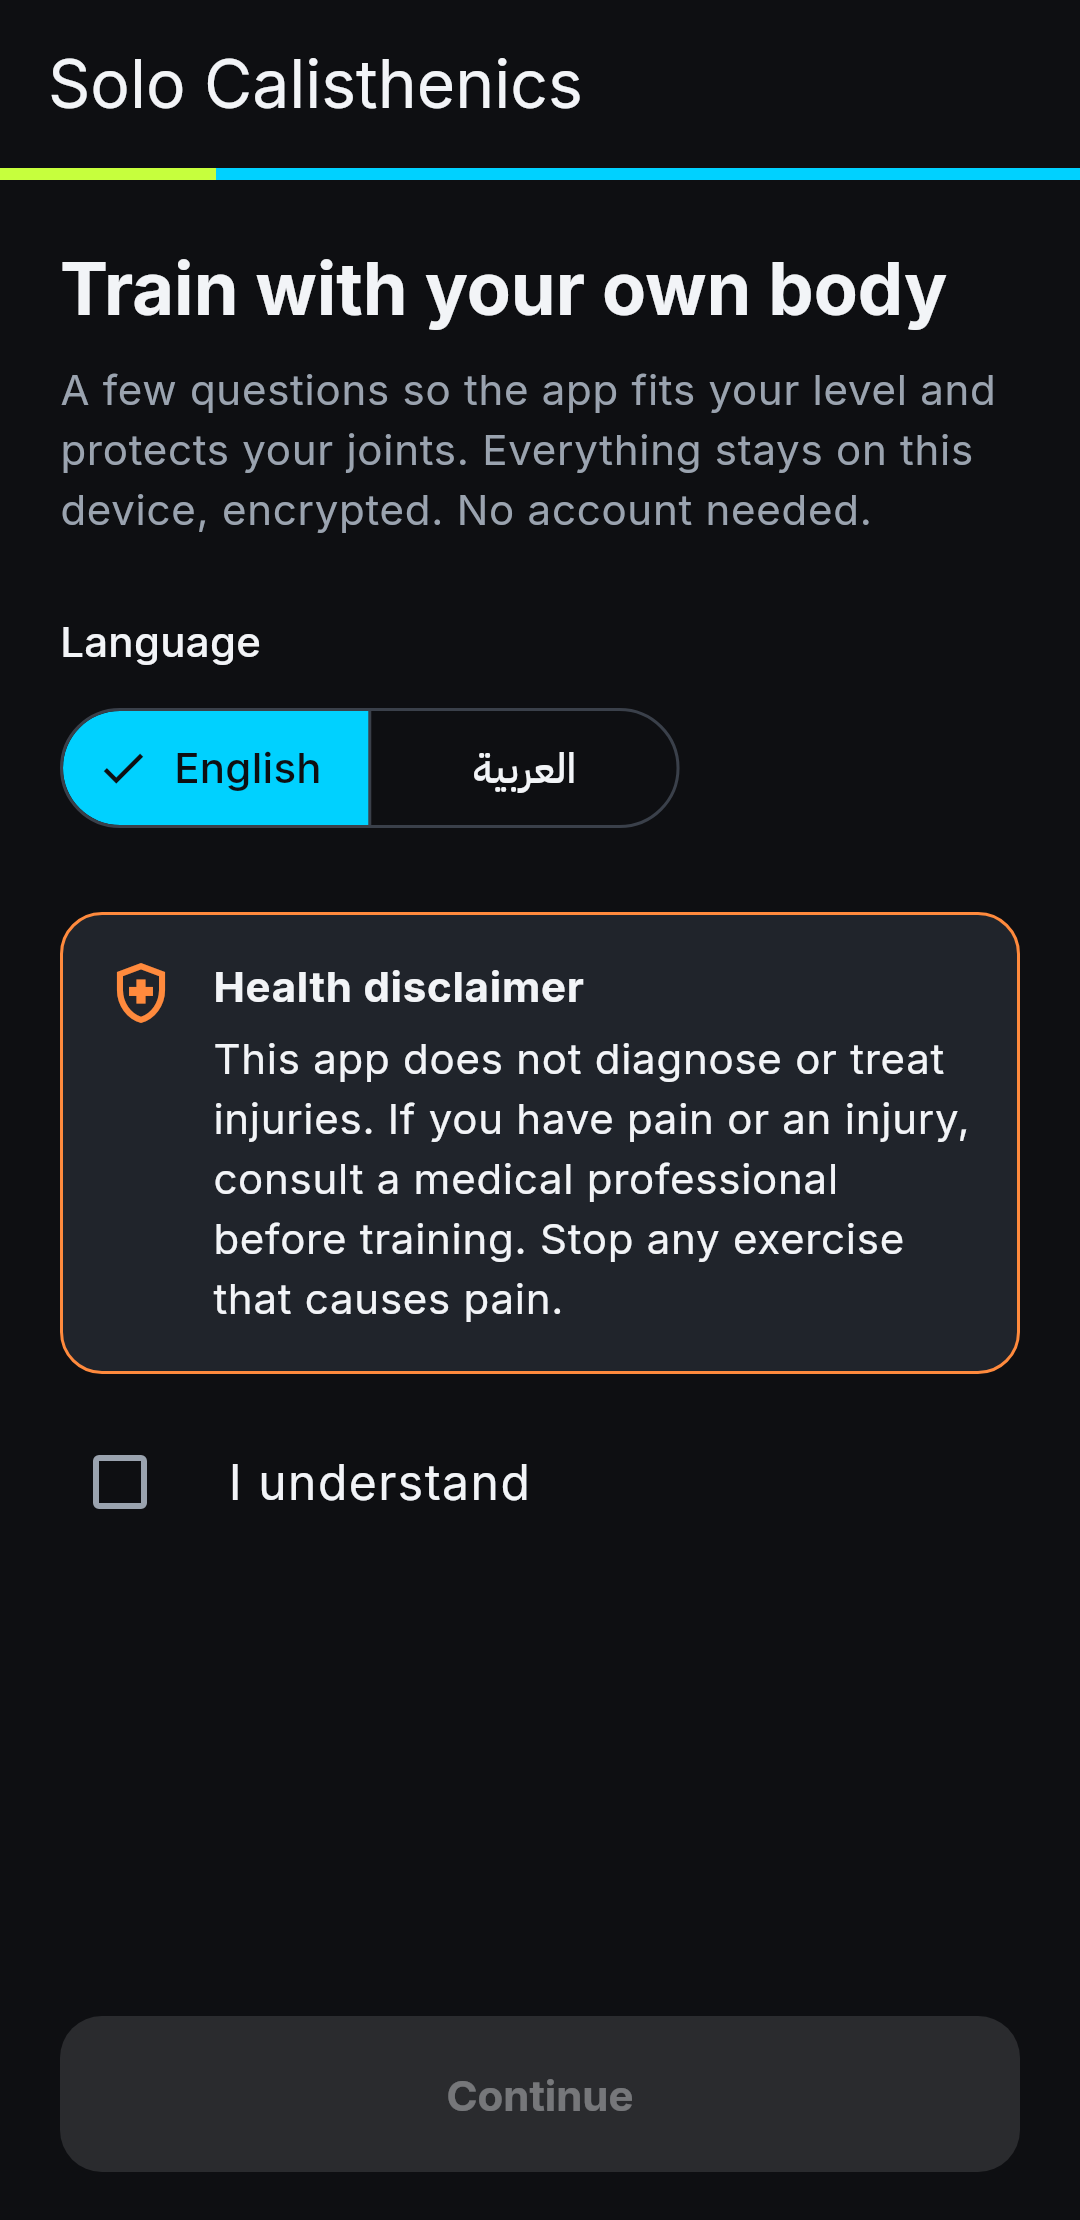 Solo Calisthenics
Train with your own body
A few questions so the app fits your level and
protects your joints. Everything stays on this
device, encrypted. No account needed.
Language
English
العربية
Health disclaimer
This app does not diagnose or treat
injuries. If you have pain or an injury,
consult a medical professional
before training. Stop any exercise
that causes pain.
I understand
Continue